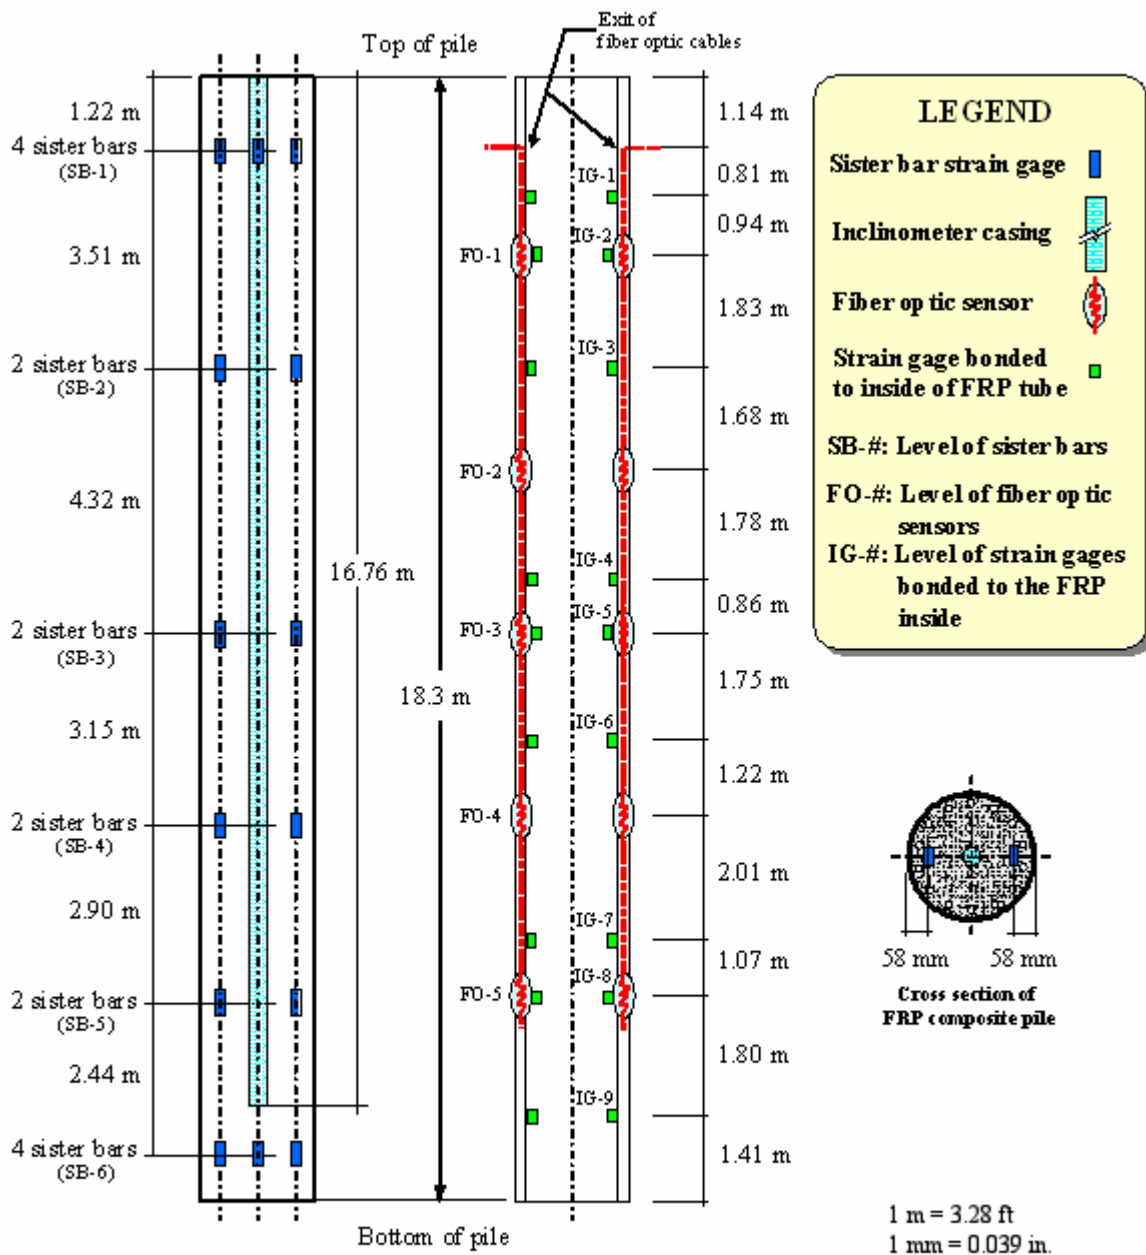 Exit of
fiber optic cables
Top of pile
1.22 m
4 sister bars
(SB-1)
3.51 m
2 sister bars
(SB-2)
4.32 m
2 sister bars
(SB-3)
3.15 m
2 sister bars
(SB-4)
2.90 m
2 sister bars
(SB-5)
2.44 m
4 sister bars
(SB-6)
16.76 m
18.3 m
Bottom of pile
FO-1
FO-2
FO-3
FO-4
FO-5
IG-1
IG-2
IG-3
IG-4
IG-5
IG-6
IG-7
IG-8
IG-9
1.14 m
0.81 m
0.94 m
1.83 m
1.68 m
1.78 m
0.86 m
1.75 m
1.22 m
2.01 m
1.07 m
1.80 m
1.41 m
LEGEND
Sister bar strain gage
Inclinometer casing
Fiber optic sensor
Strain gage bonded
to inside of FRP tube
SB-#: Level of sister bars
FO-#: Level of fiber optic
sensors
IG-#: Level of strain gages
bonded to the FRP
inside
58 mm 58 mm
Cross section of
FRP composite pile
1 m = 3.28 ft
1 mm = 0.039 in.